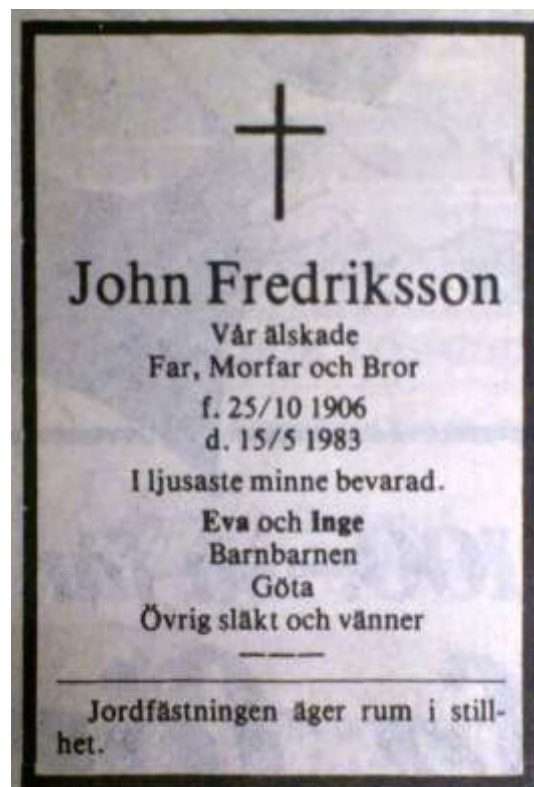 John Fredriksson
Vår älskade
Far, Morfar och Bror
f. 25/10 1906
d. 15/5 1983
I ljusaste minne bevarad.
Eva och Inge
Barnbarnen
Göta
Övrig släkt och vänner
Jordfästningen äger rum i still-
het.